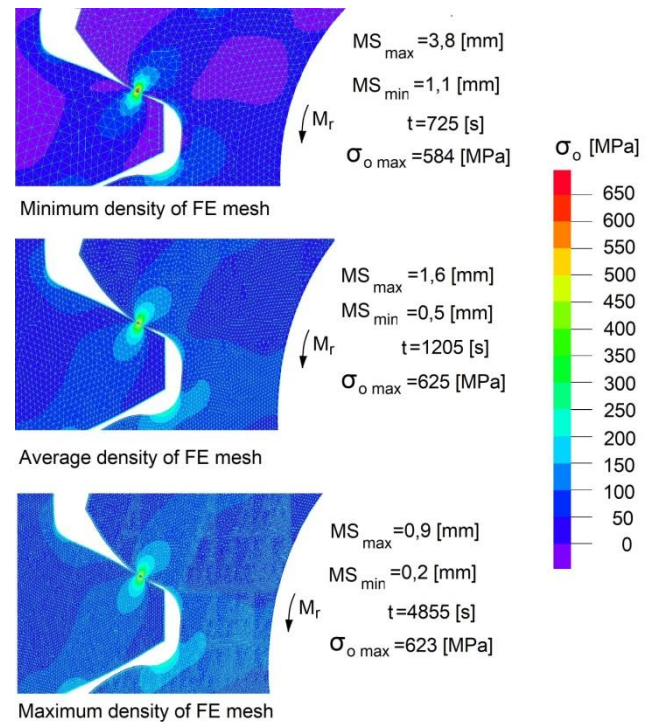 MS max =3,8 [mm]
MS min =1,1 [mm]
t=725 [s]
σo max =584 [MPa]
Mr
Minimum density of FE mesh
MS max =1,6 [mm]
MS min =0,5 [mm]
t=1205 [s]
σo max =625 [MPa]
Mr
Average density of FE mesh
MS max =0,9 [mm]
MS min =0,2 [mm]
t=4855 [s]
σo max =623 [MPa]
Mr
Maximum density of FE mesh
σo [MPa]
650
600
550
500
450
400
350
300
250
200
150
100
50
0